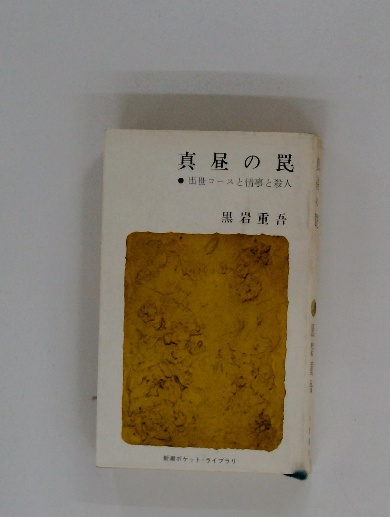 真昼の罠
●出世コースと情事と殺人
黒岩重吾
新潮ポケット・ライブラリ